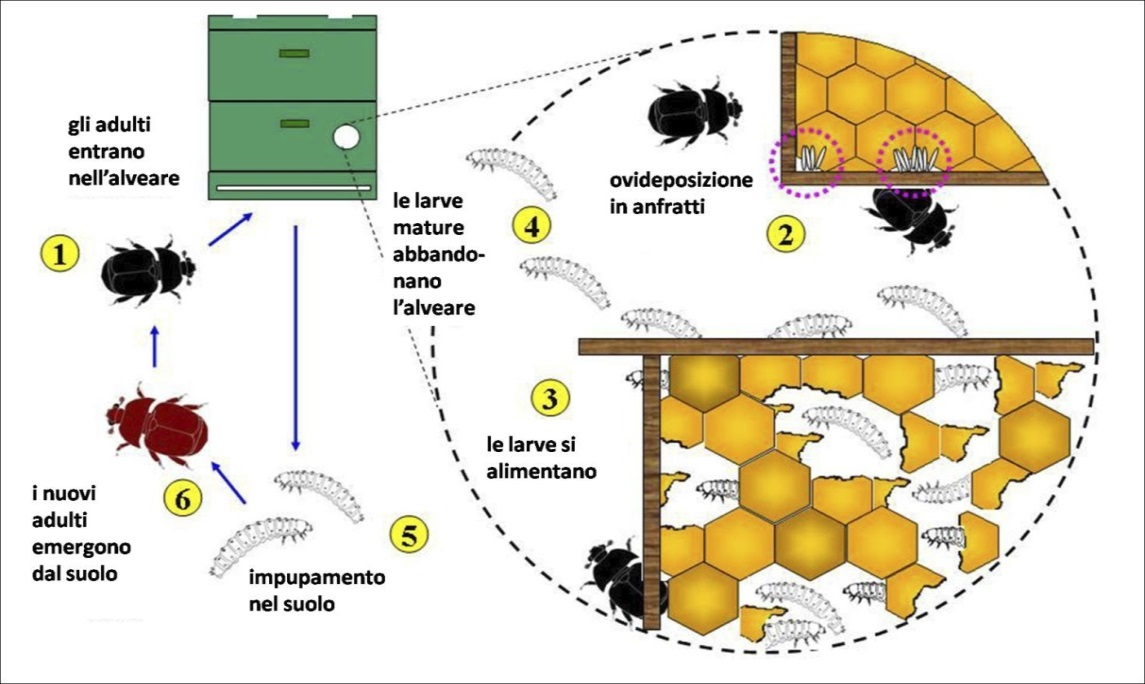 gli adulti
entrano
nell'alveare
1
ovideposizione
in anfratti
2
3
le larve si
alimentano
le larve
mature
abbando-
nano
l'alveare
4
5
impupamento
nel suolo
6
i nuovi
adulti
emergono
dal suolo